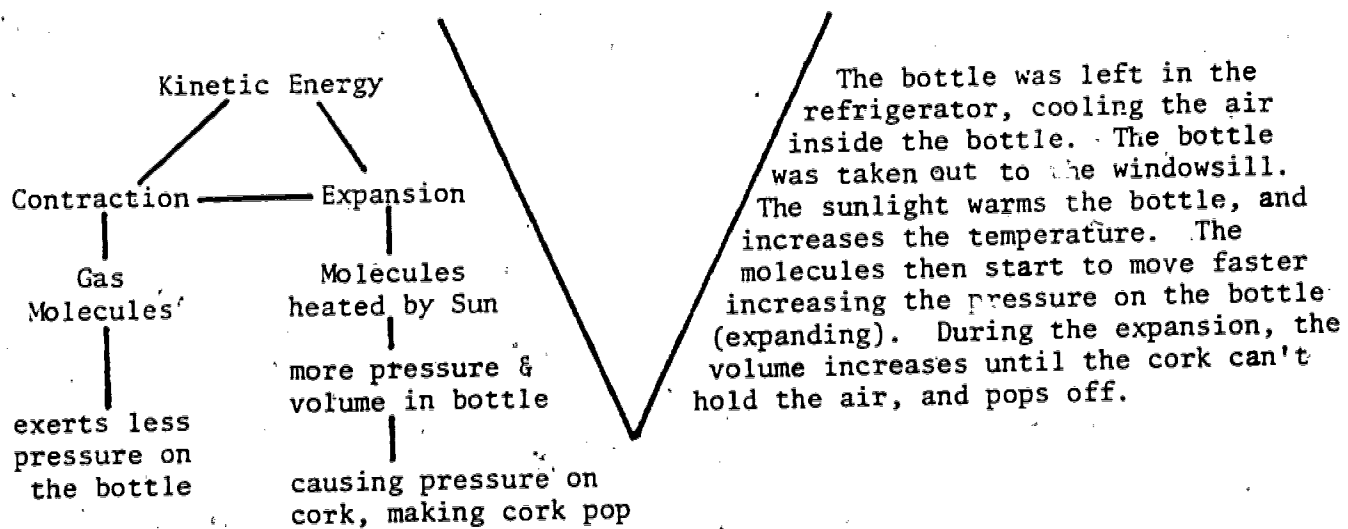 Kinetic Energy
Contraction
Expansion
Gas
Molecules
exerts less
pressure on
the bottle
Molecules
heated by Sun
more pressure &
volume in bottle
causing pressure on
cork, making cork pop
The bottle was left in the
refrigerator, cooling the air
inside the bottle. The bottle
was taken out to the windowsill.
The sunlight warms the bottle, and
increases the temperature. The
molecules then start to move faster
increasing the pressure on the bottle
(expanding). During the expansion, the
volume increases until the cork can't
hold the air, and pops off.